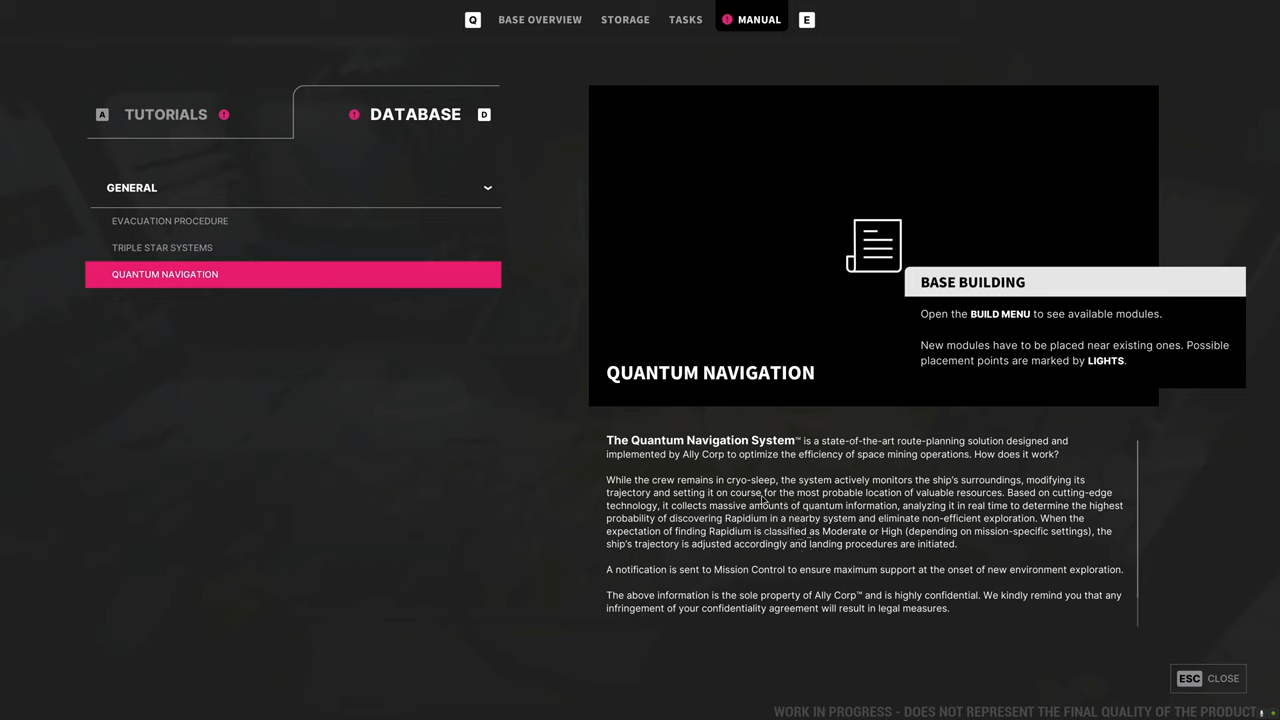 Q BASE OVERVIEW STORAGE TASKS ! MANUAL E
A TUTORIALS ! ! DATABASE D
GENERAL
EVACUATION PROCEDURE
TRIPLE STAR SYSTEMS
QUANTUM NAVIGATION
BASE BUILDING
Open the BUILD MENU to see available modules.
New modules have to be placed near existing ones. Possible
placement points are marked by LIGHTS.
QUANTUM NAVIGATION
The Quantum Navigation System™ is a state-of-the-art route-planning solution designed and
implemented by Ally Corp to optimize the efficiency of space mining operations. How does it work?
While the crew remains in cryo-sleep, the system actively monitors the ship's surroundings, modifying its
trajectory and setting it on course for the most probable location of valuable resources. Based on cutting-edge
technology, it collects massive amounts of quantum information, analyzing it in real time to determine the highest
probability of discovering Rapidium in a nearby system and eliminate non-efficient exploration. When the
expectation of finding Rapidium is classified as Moderate or High (depending on mission-specific settings), the
ship's trajectory is adjusted accordingly and landing procedures are initiated.
A notification is sent to Mission Control to ensure maximum support at the onset of new environment exploration.
The above information is the sole property of Ally Corp™ and is highly confidential. We kindly remind you that any
infringement of your confidentiality agreement will result in legal measures.
ESC CLOSE
WORK IN PROGRESS - DOES NOT REPRESENT THE FINAL QUALITY OF THE PRODUCT